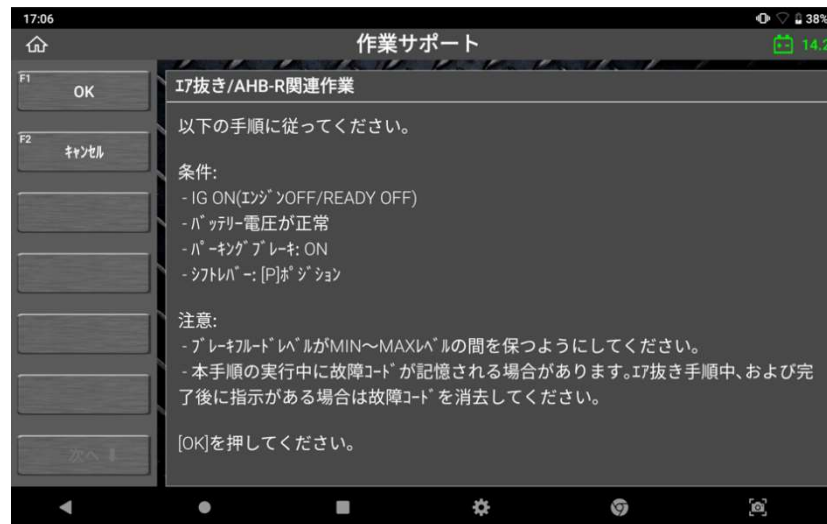 17:06
38%
作業サポート
14.2
F1
OK
F2
ｷｬﾝｾﾙ
次へ
ｴｱ抜き/AHB-R関連作業
以下の手順に従ってください。
条件:
- IG ON(ｴﾝｼﾞﾝOFF/READY OFF)
- ﾊﾞｯﾃﾘｰ電圧が正常
- ﾊﾟｰｷﾝｸﾞﾌﾞﾚｰｷ: ON
- ｼﾌﾄﾚﾊﾞｰ: [P]ﾎﾟｼﾞｼｮﾝ
注意:
- ﾌﾞﾚｰｷﾌﾙｰﾄﾞﾚﾍﾞﾙがMIN～MAXﾚﾍﾞﾙの間を保つようにしてください。
- 本手順の実行中に故障ｺｰﾄﾞが記憶される場合があります｡ｴｱ抜き手順中､および完
了後に指示がある場合は故障ｺｰﾄﾞを消去してください。
[OK]を押してください。